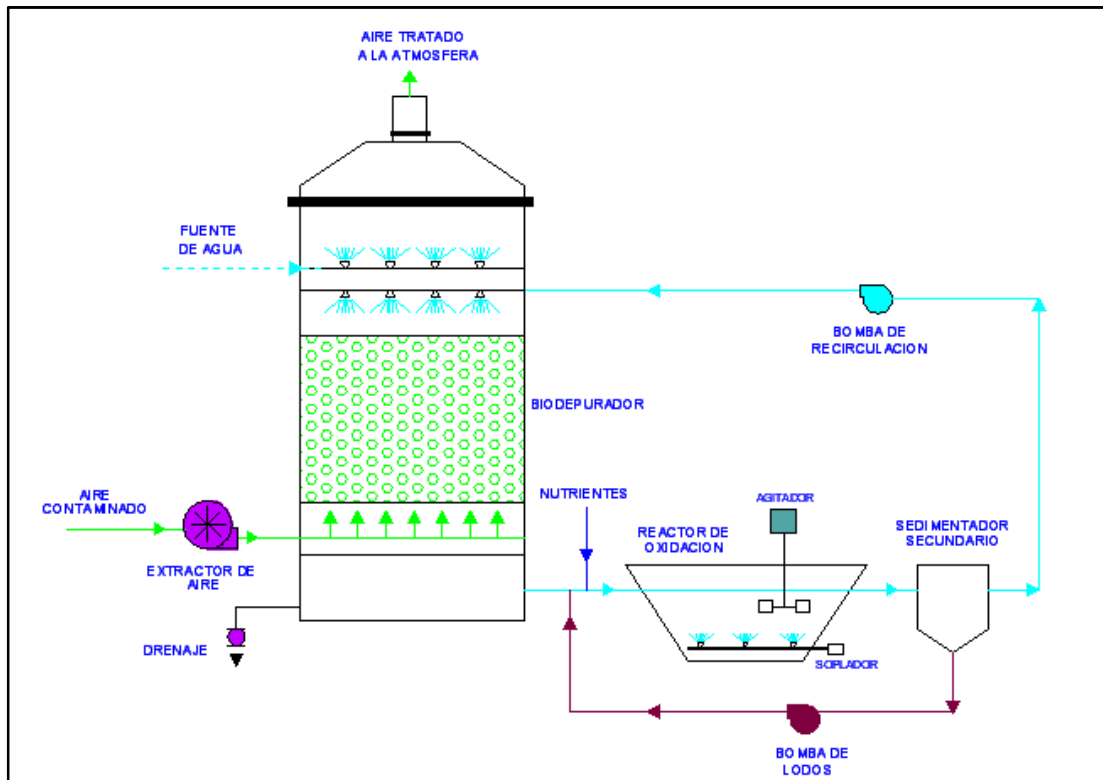 AIRE TRATADO
A LA ATMOSFERA
FUENTE
DE AGUA
BOMBA DE
RECIRCULACION
BIODEPURADOR
AIRE
CONTAMINADO
NUTRIENTES
AGITADOR
REACTOR DE
OXIDACION
SEDIMENTADOR
SECUNDARIO
EXTRACTOR DE
AIRE
DRENAJE
SOPLADOR
BOMBA DE
LODOS